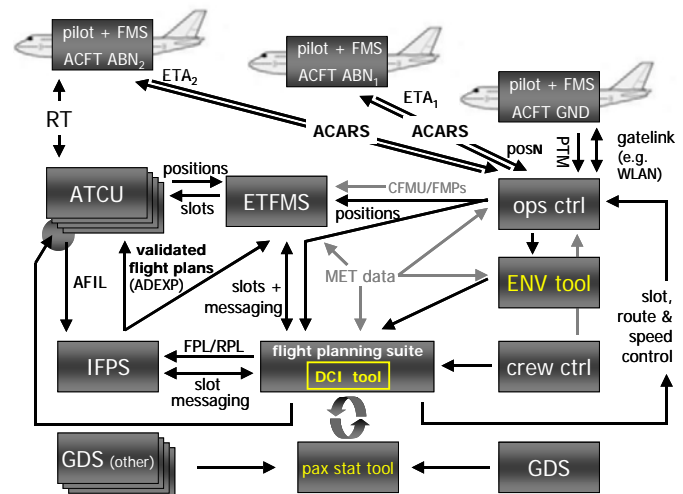 pilot + FMS
ACFT ABN2
pilot + FMS
ACFT ABN1
pilot + FMS
ACFT GND
ETA2
ETA1
RT
ACARS
ACARS
posN
PTM
gatelink
(e.g.
WLAN)
positions
slots
ATCU
ETFMS
CFMU/FMPs
positions
ops ctrl
validated
flight plans
(ADEXP)
AFIL
slots +
messaging
MET data
ENV tool
slot,
route &
speed
control
IFPS
FPL/RPL
slot
messaging
flight planning suite
DCI tool
crew ctrl
GDS (other)
pax stat tool
GDS